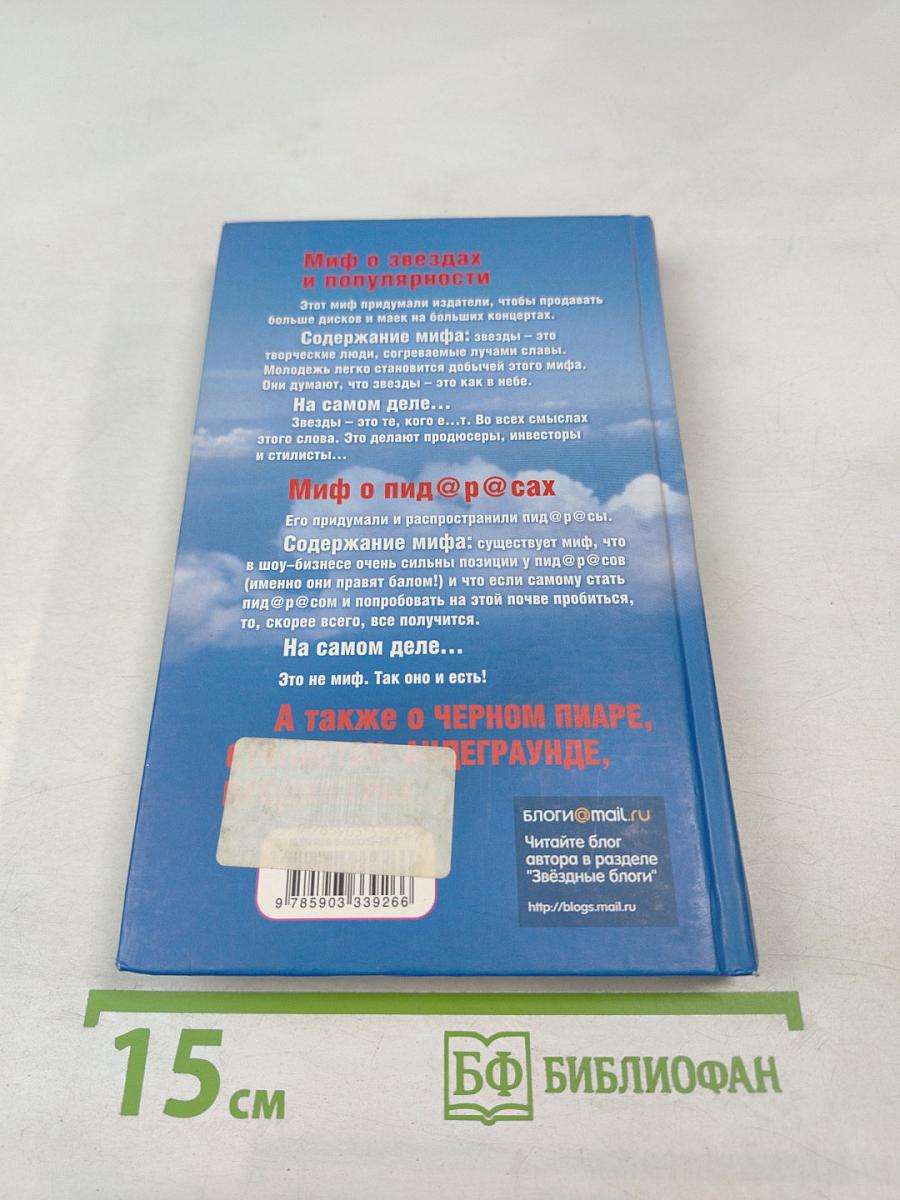 Миф о звездах
и популярности
Этот миф придумали издатели, чтобы продавать
больше дисков и маек на больших концертах.
Содержание мифа: звезды – это
творческие люди, согреваемые лучами славы.
Молодежь легко становится добычей этого мифа.
Они думают, что звезды – это как в небе.
На самом деле...
Звезды – это те, кого е...т. Во всех смыслах
этого слова. Это делают продюсеры, инвесторы
и стилисты...
Миф о пид@р@сах
Его придумали и распространили пид@р@сы.
Содержание мифа: существует миф, что
в шоу–бизнесе очень сильны позиции у пид@р@сов
(именно они правят балом!) и что если самому стать
пид@р@сом и попробовать на этой почве пробиться,
то, скорее всего, все получится.
На самом деле...
Это не миф. Так оно и есть!
А также о ЧЕРНОМ ПИАРЕ,
АНДЕГРАУНДЕ,
9 785903 339266
БЛОГИ@mail.ru
Читайте блог
автора в разделе
"Звёздные блоги"
http://blogs.mail.ru
15 см
БФ БИБЛИОФАН